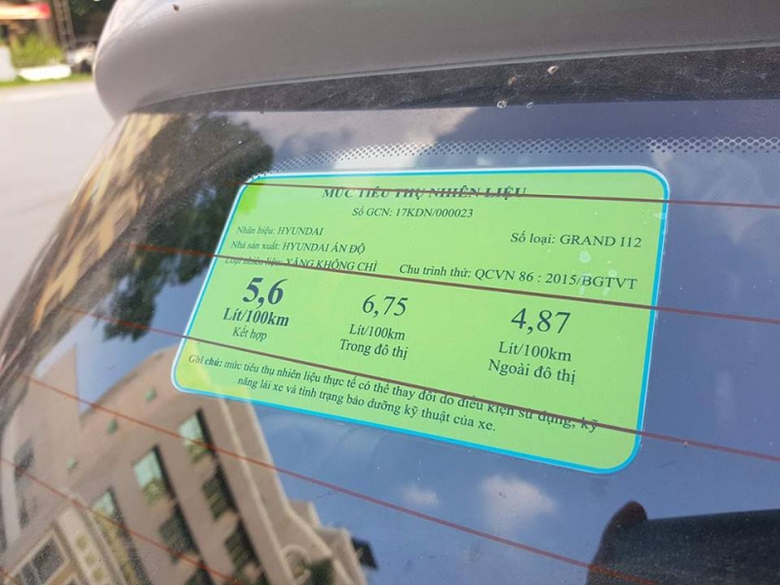 MỨC TIÊU THỤ NHIÊN LIỆU
Số GCN: 17KDN/000023
Nhãn hiệu: HYUNDAI
Số loại: GRAND I12
Nhà sản xuất: HYUNDAI ẤN ĐỘ
Loại nhiên liệu: XĂNG KHÔNG CHÌ
Chu trình thử: QCVN 86 : 2015/BGTVT
5,6
Lít/100km
Kết hợp
6,75
Lít/100km
Trong đô thị
4,87
Lít/100km
Ngoài đô thị
Ghi chú: mức tiêu thụ nhiên liệu thực tế có thể thay đổi do điều kiện sử dụng, kỹ
năng lái xe và tình trạng bảo dưỡng kỹ thuật của xe.